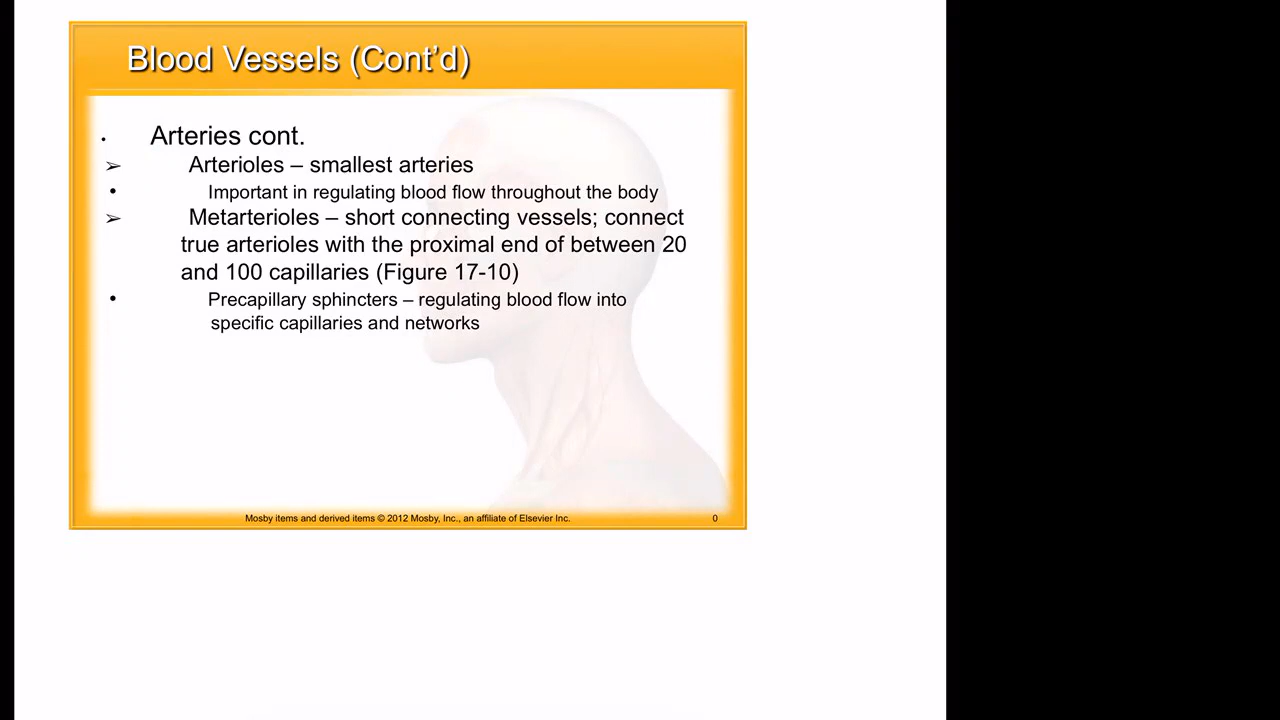 Blood Vessels (Cont’d)
• Arteries cont.
➢ Arterioles – smallest arteries
• Important in regulating blood flow throughout the body
➢ Metarterioles – short connecting vessels; connect
true arterioles with the proximal end of between 20
and 100 capillaries (Figure 17-10)
• Precapillary sphincters – regulating blood flow into
specific capillaries and networks
Mosby items and derived items © 2012 Mosby, Inc., an affiliate of Elsevier Inc. 0